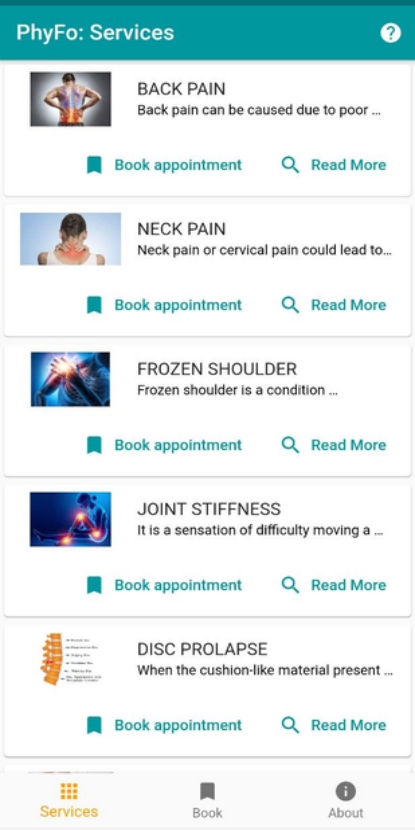 PhyFo: Services
BACK PAIN
Back pain can be caused due to poor ...
Book appointment Read More
NECK PAIN
Neck pain or cervical pain could lead to...
Book appointment Read More
FROZEN SHOULDER
Frozen shoulder is a condition ...
Book appointment Read More
JOINT STIFFNESS
It is a sensation of difficulty moving a ...
Book appointment Read More
DISC PROLAPSE
When the cushion-like material present ...
Book appointment Read More
Services Book About